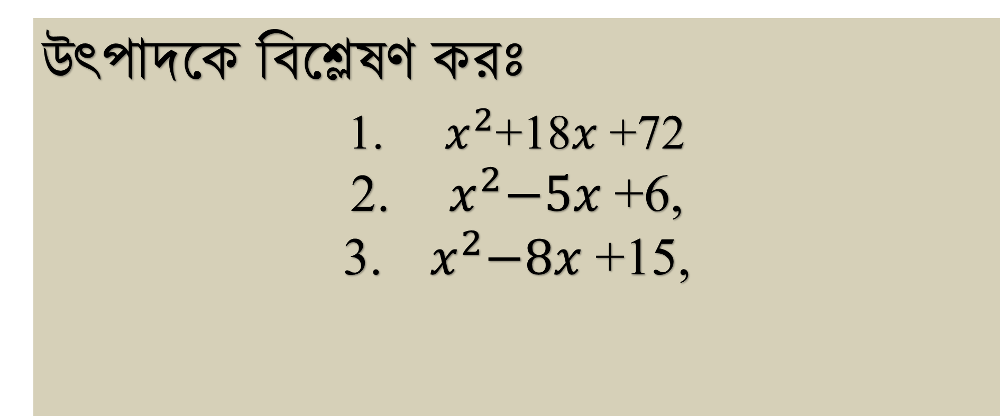 উৎপাদকে বিশ্লেষণ করঃ
1. x²+18x +72
2. x²−5x +6,
3. x²−8x +15,